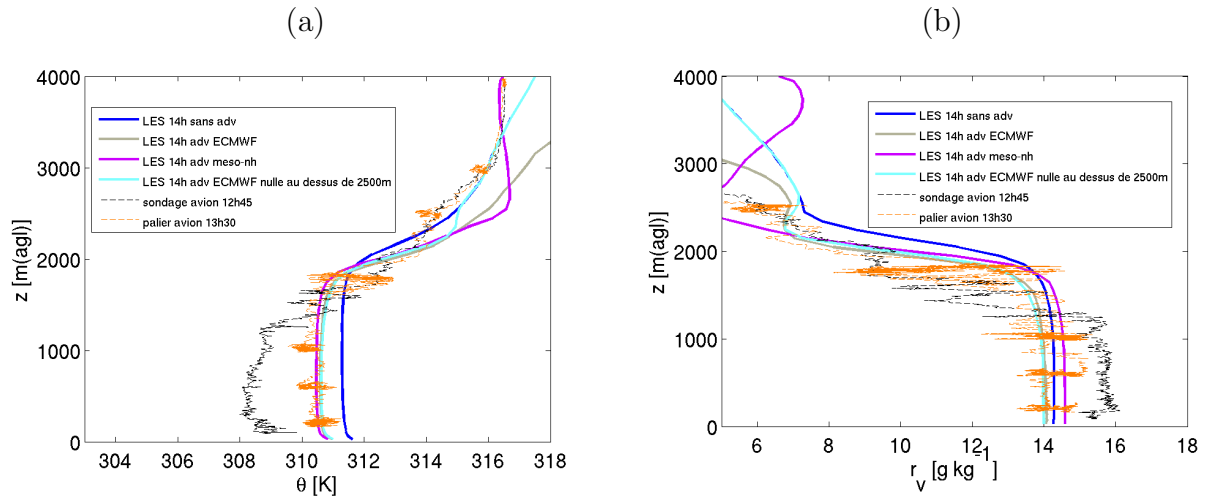 (a)
4000
3000
2000
1000
0
z [m(agl)]
LES 14h sans adv
LES 14h adv ECMWF
LES 14h adv meso-nh
LES 14h adv ECMWF nulle au dessus de 2500m
sondage avion 12h45
palier avion 13h30
304 306 308 310 312 314 316 318
θ [K]
(b)
4000
3000
2000
1000
0
z [m(agl)]
LES 14h sans adv
LES 14h adv ECMWF
LES 14h adv meso-nh
LES 14h adv ECMWF nulle au dessus de 2500m
sondage avion 12h45
palier avion 13h30
6 8 10 12 14 16 18
r_v [g kg^-1]